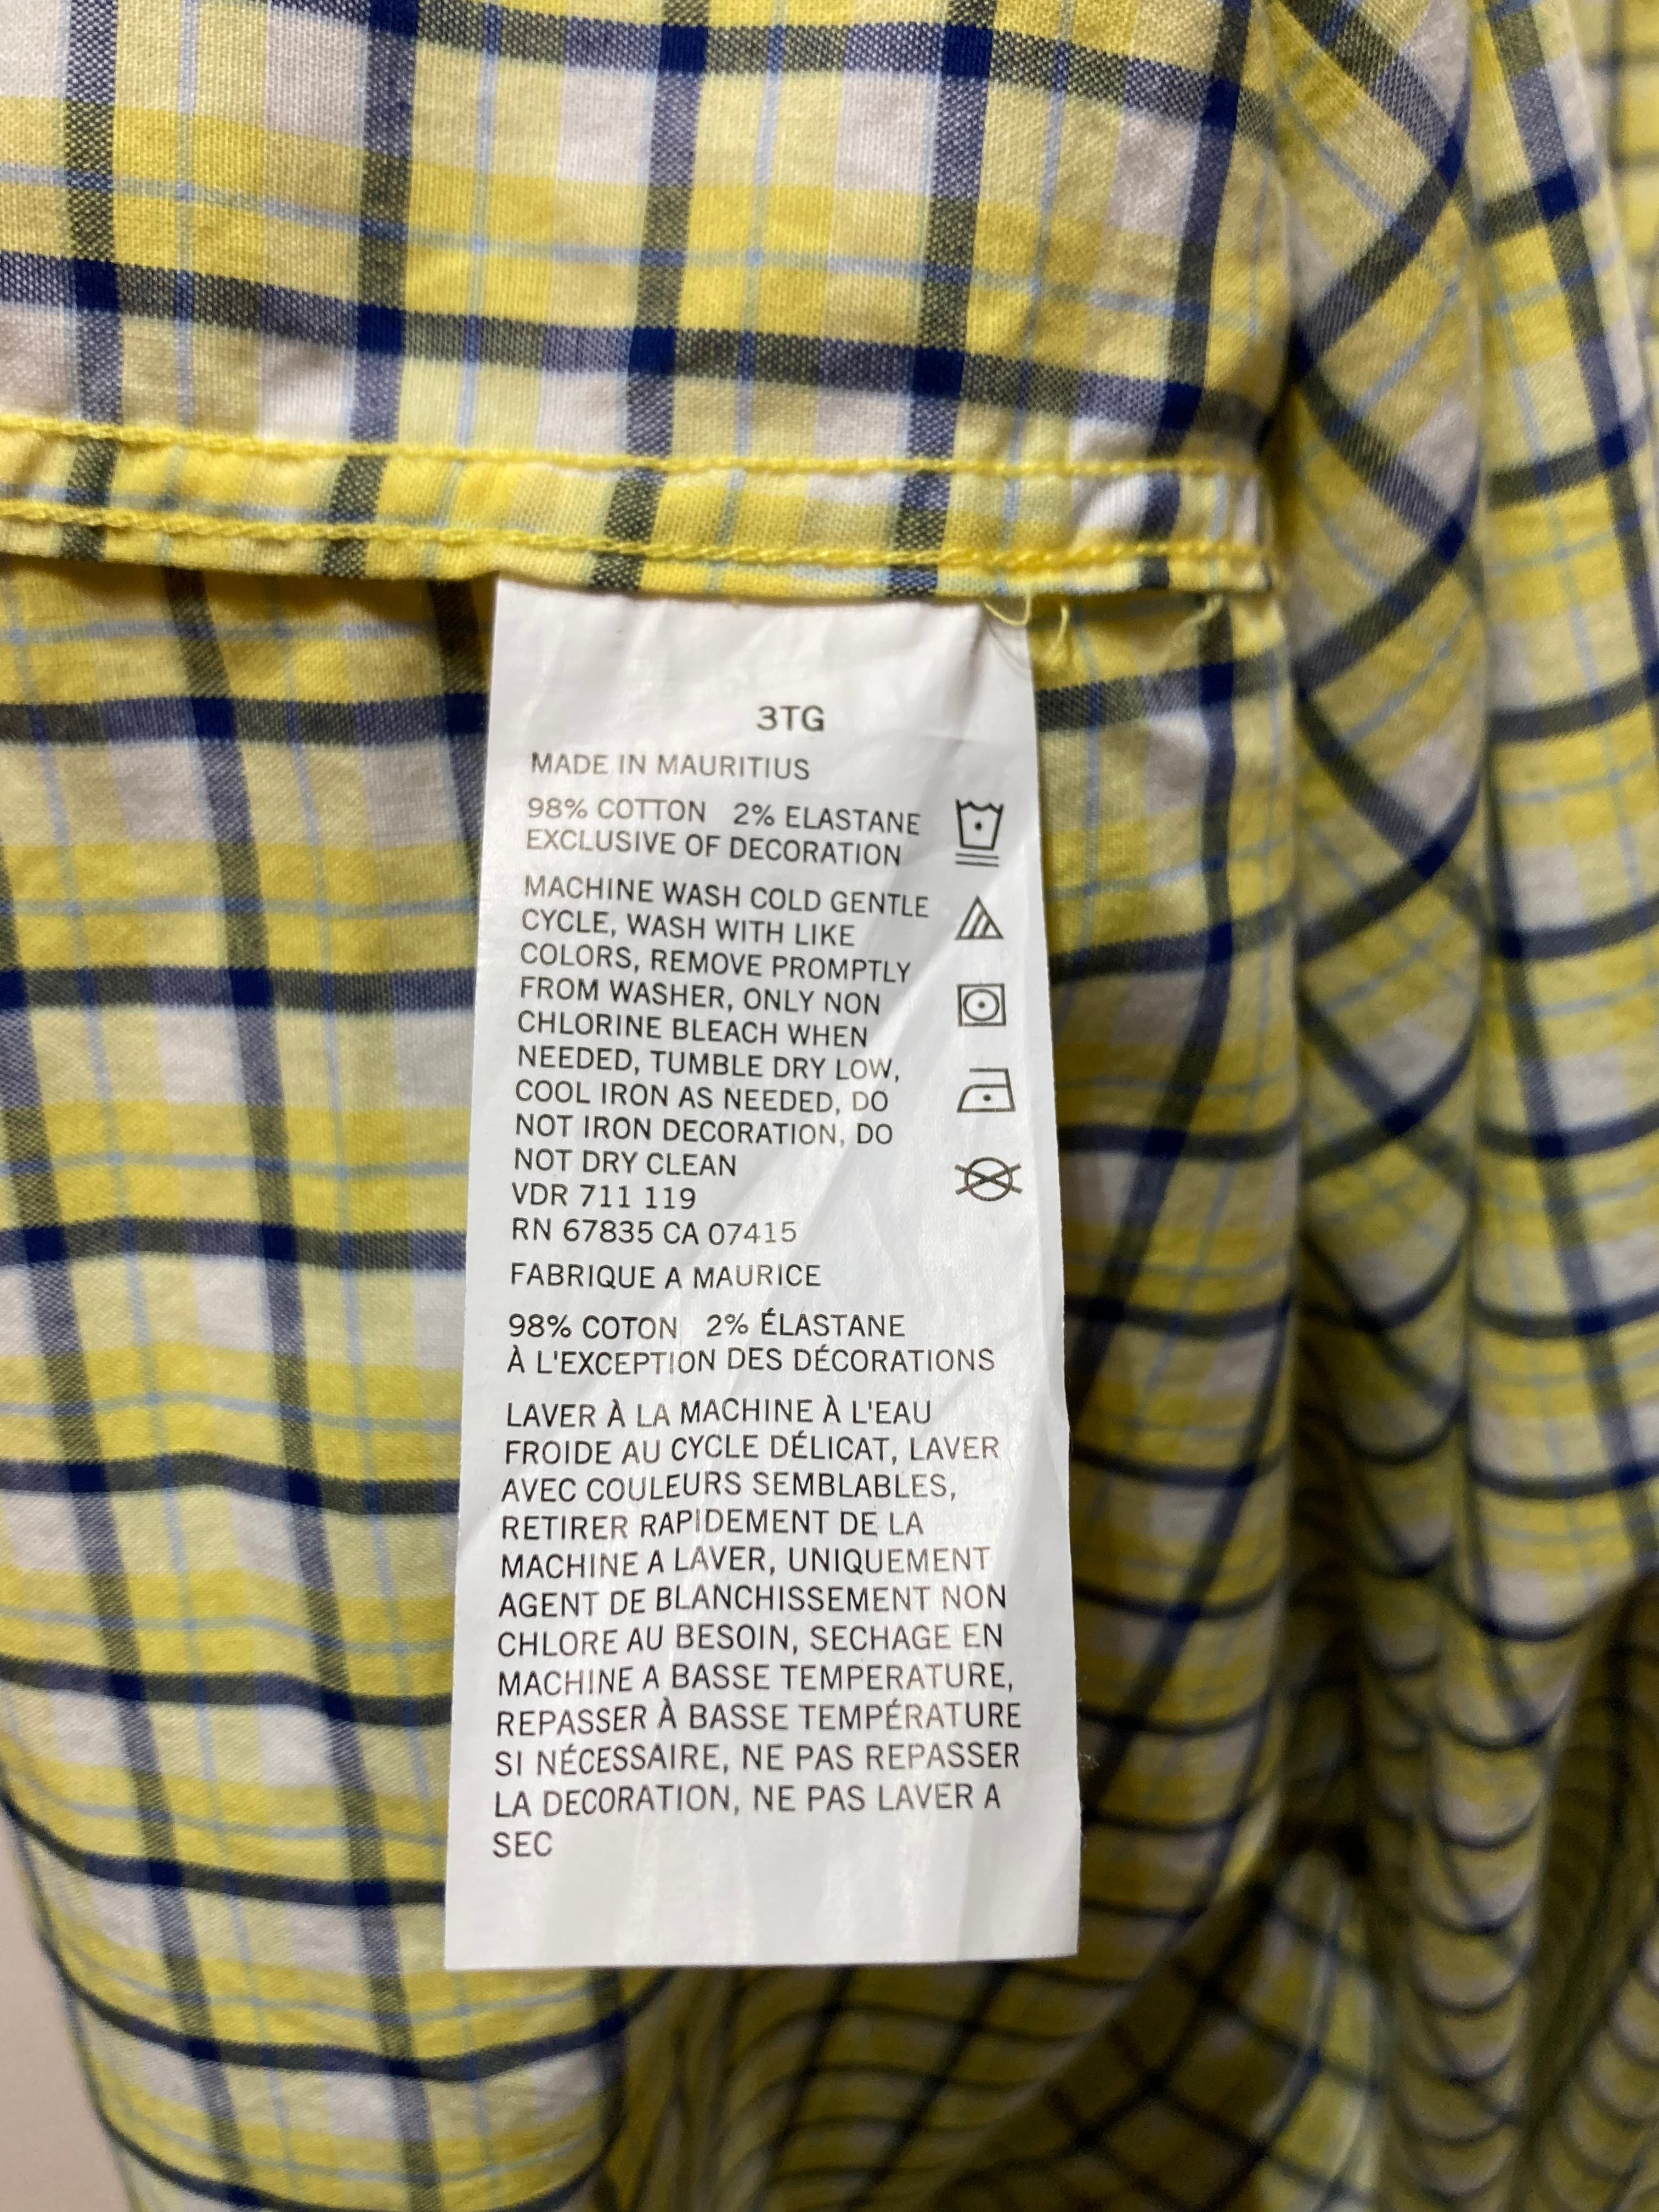 3TG
MADE IN MAURITIUS
98% COTTON 2% ELASTANE
EXCLUSIVE OF DECORATION
MACHINE WASH COLD GENTLE
CYCLE, WASH WITH LIKE
COLORS, REMOVE PROMPTLY
FROM WASHER, ONLY NON
CHLORINE BLEACH WHEN
NEEDED, TUMBLE DRY LOW,
COOL IRON AS NEEDED, DO
NOT IRON DECORATION, DO
NOT DRY CLEAN
VDR 711 119
RN 67835 CA 07415
FABRIQUE A MAURICE
98% COTON 2% ÉLASTANE
À L'EXCEPTION DES DÉCORATIONS
LAVER À LA MACHINE À L'EAU
FROIDE AU CYCLE DÉLICAT, LAVER
AVEC COULEURS SEMBLABLES,
RETIRER RAPIDEMENT DE LA
MACHINE A LAVER, UNIQUEMENT
AGENT DE BLANCHISSEMENT NON
CHLORE AU BESOIN, SECHAGE EN
MACHINE A BASSE TEMPERATURE,
REPASSER À BASSE TEMPÉRATURE
SI NÉCESSAIRE, NE PAS REPASSER
LA DECORATION, NE PAS LAVER A
SEC